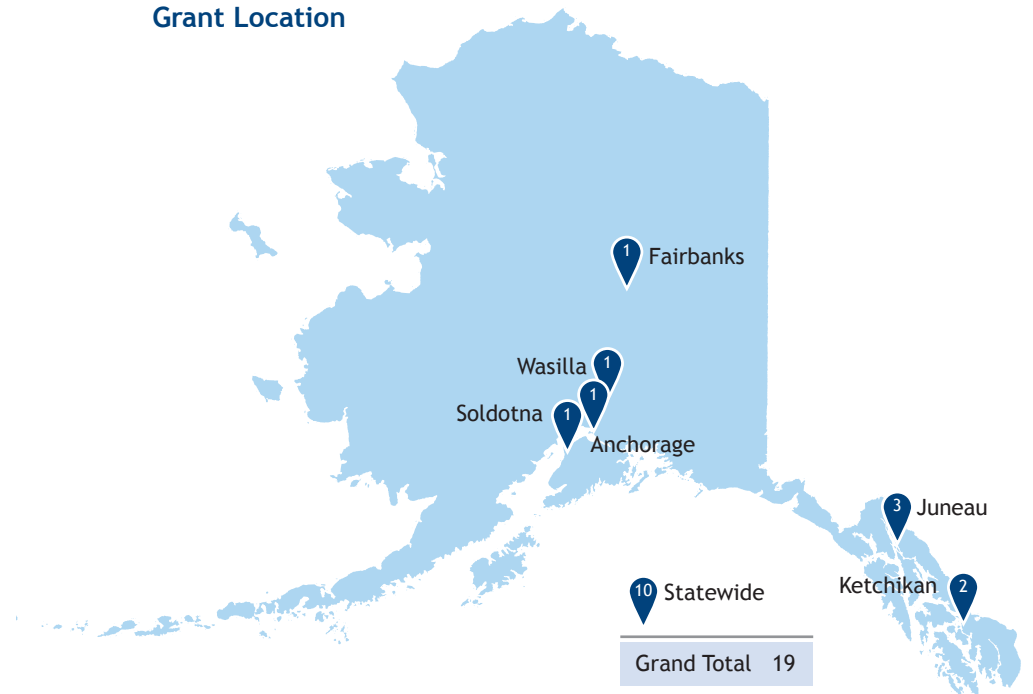 Grant Location
1 Fairbanks
Wasilla 1
1
Soldotna 1
Anchorage
3 Juneau
Ketchikan 2
10 Statewide
Grand Total 19